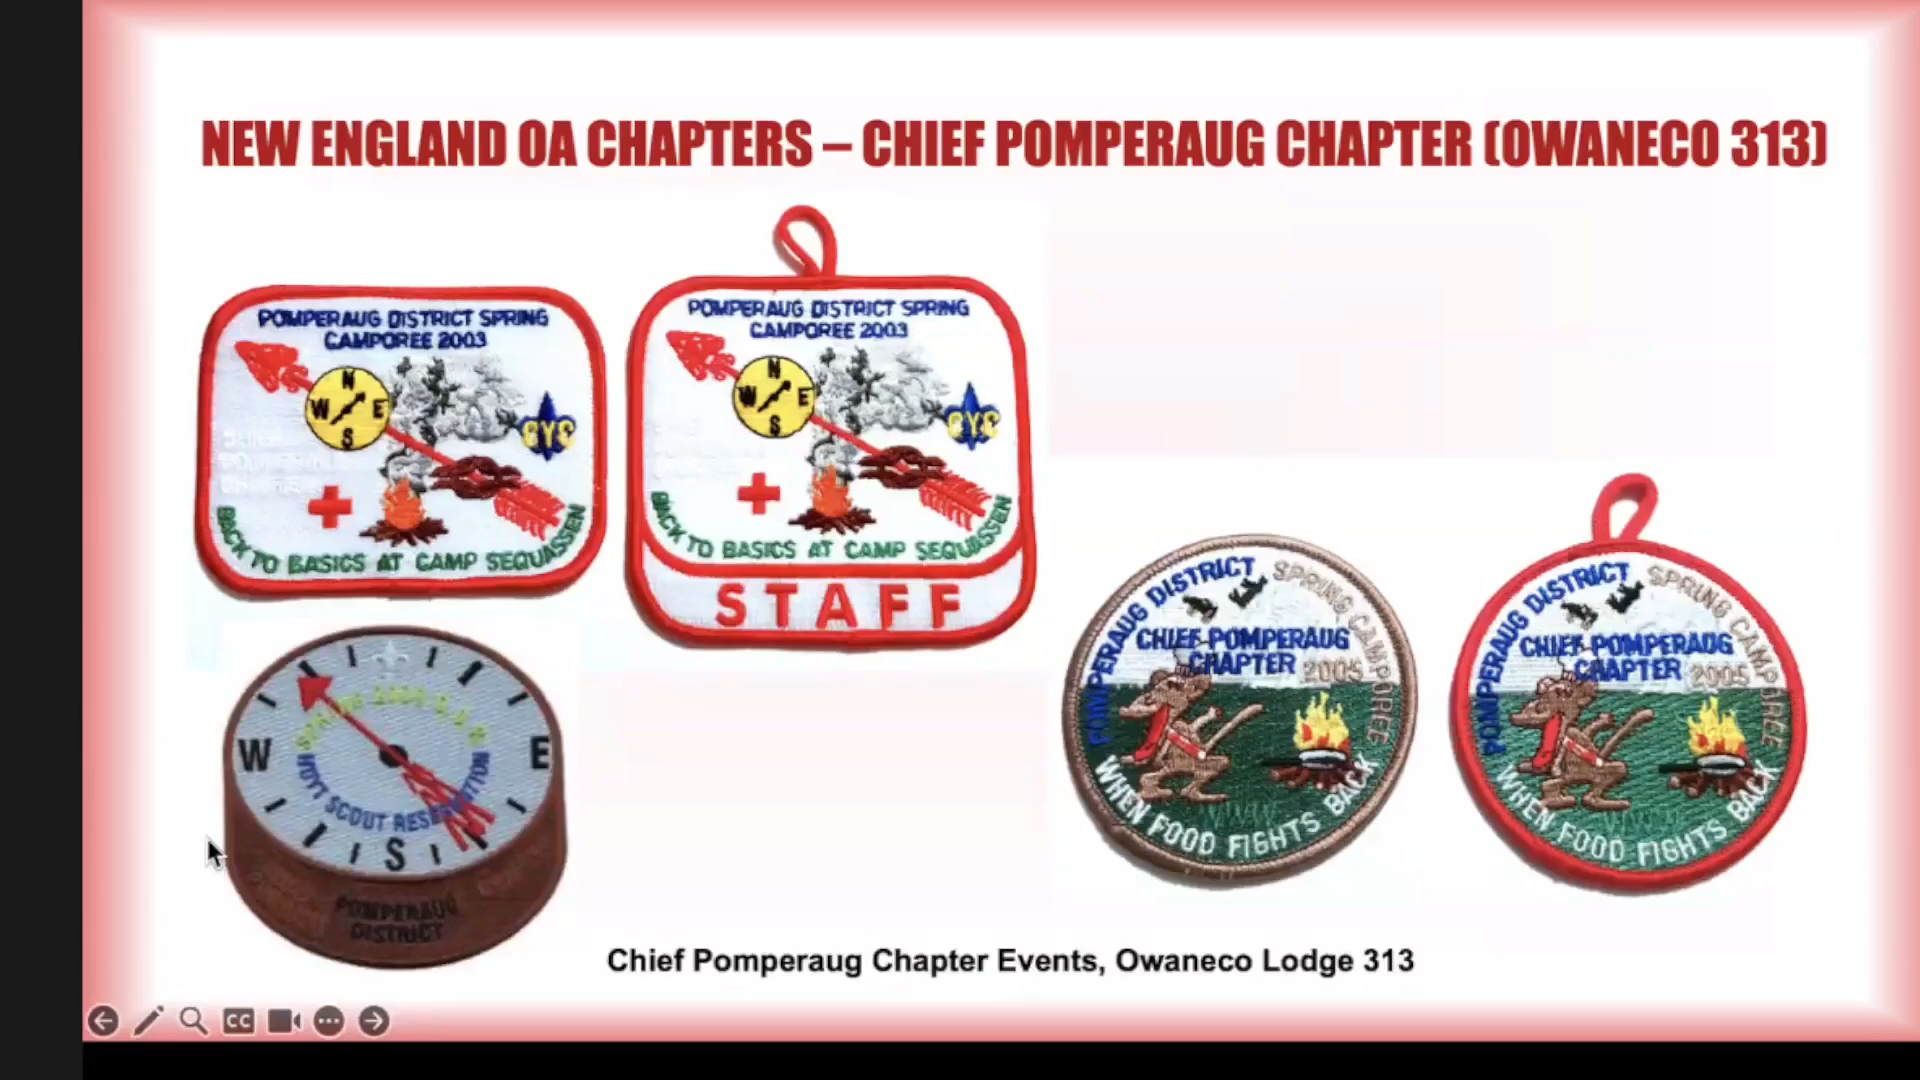 NEW ENGLAND OA CHAPTERS – CHIEF POMPERAUG CHAPTER (OWANECO 313)
POMPERAUG DISTRICT SPRING
CAMPOREE 2003
N
W E
S
CYC
BACK TO BASICS AT CAMP SEQUASSEN
POMPERAUG DISTRICT SPRING
CAMPOREE 2003
N
W E
S
CYC
BACK TO BASICS AT CAMP SEQUASSEN
STAFF
W E
S
HOYT SCOUT RESERVATION
POMPERAUG
DISTRICT
POMPERAUG DISTRICT SPRING CAMPOREE
CHIEF POMPERAUG
CHAPTER 2005
WHEN FOOD FIGHTS BACK
POMPERAUG DISTRICT SPRING CAMPOREE
CHIEF POMPERAUG
CHAPTER 2005
WHEN FOOD FIGHTS BACK
Chief Pomperaug Chapter Events, Owaneco Lodge 313
CC